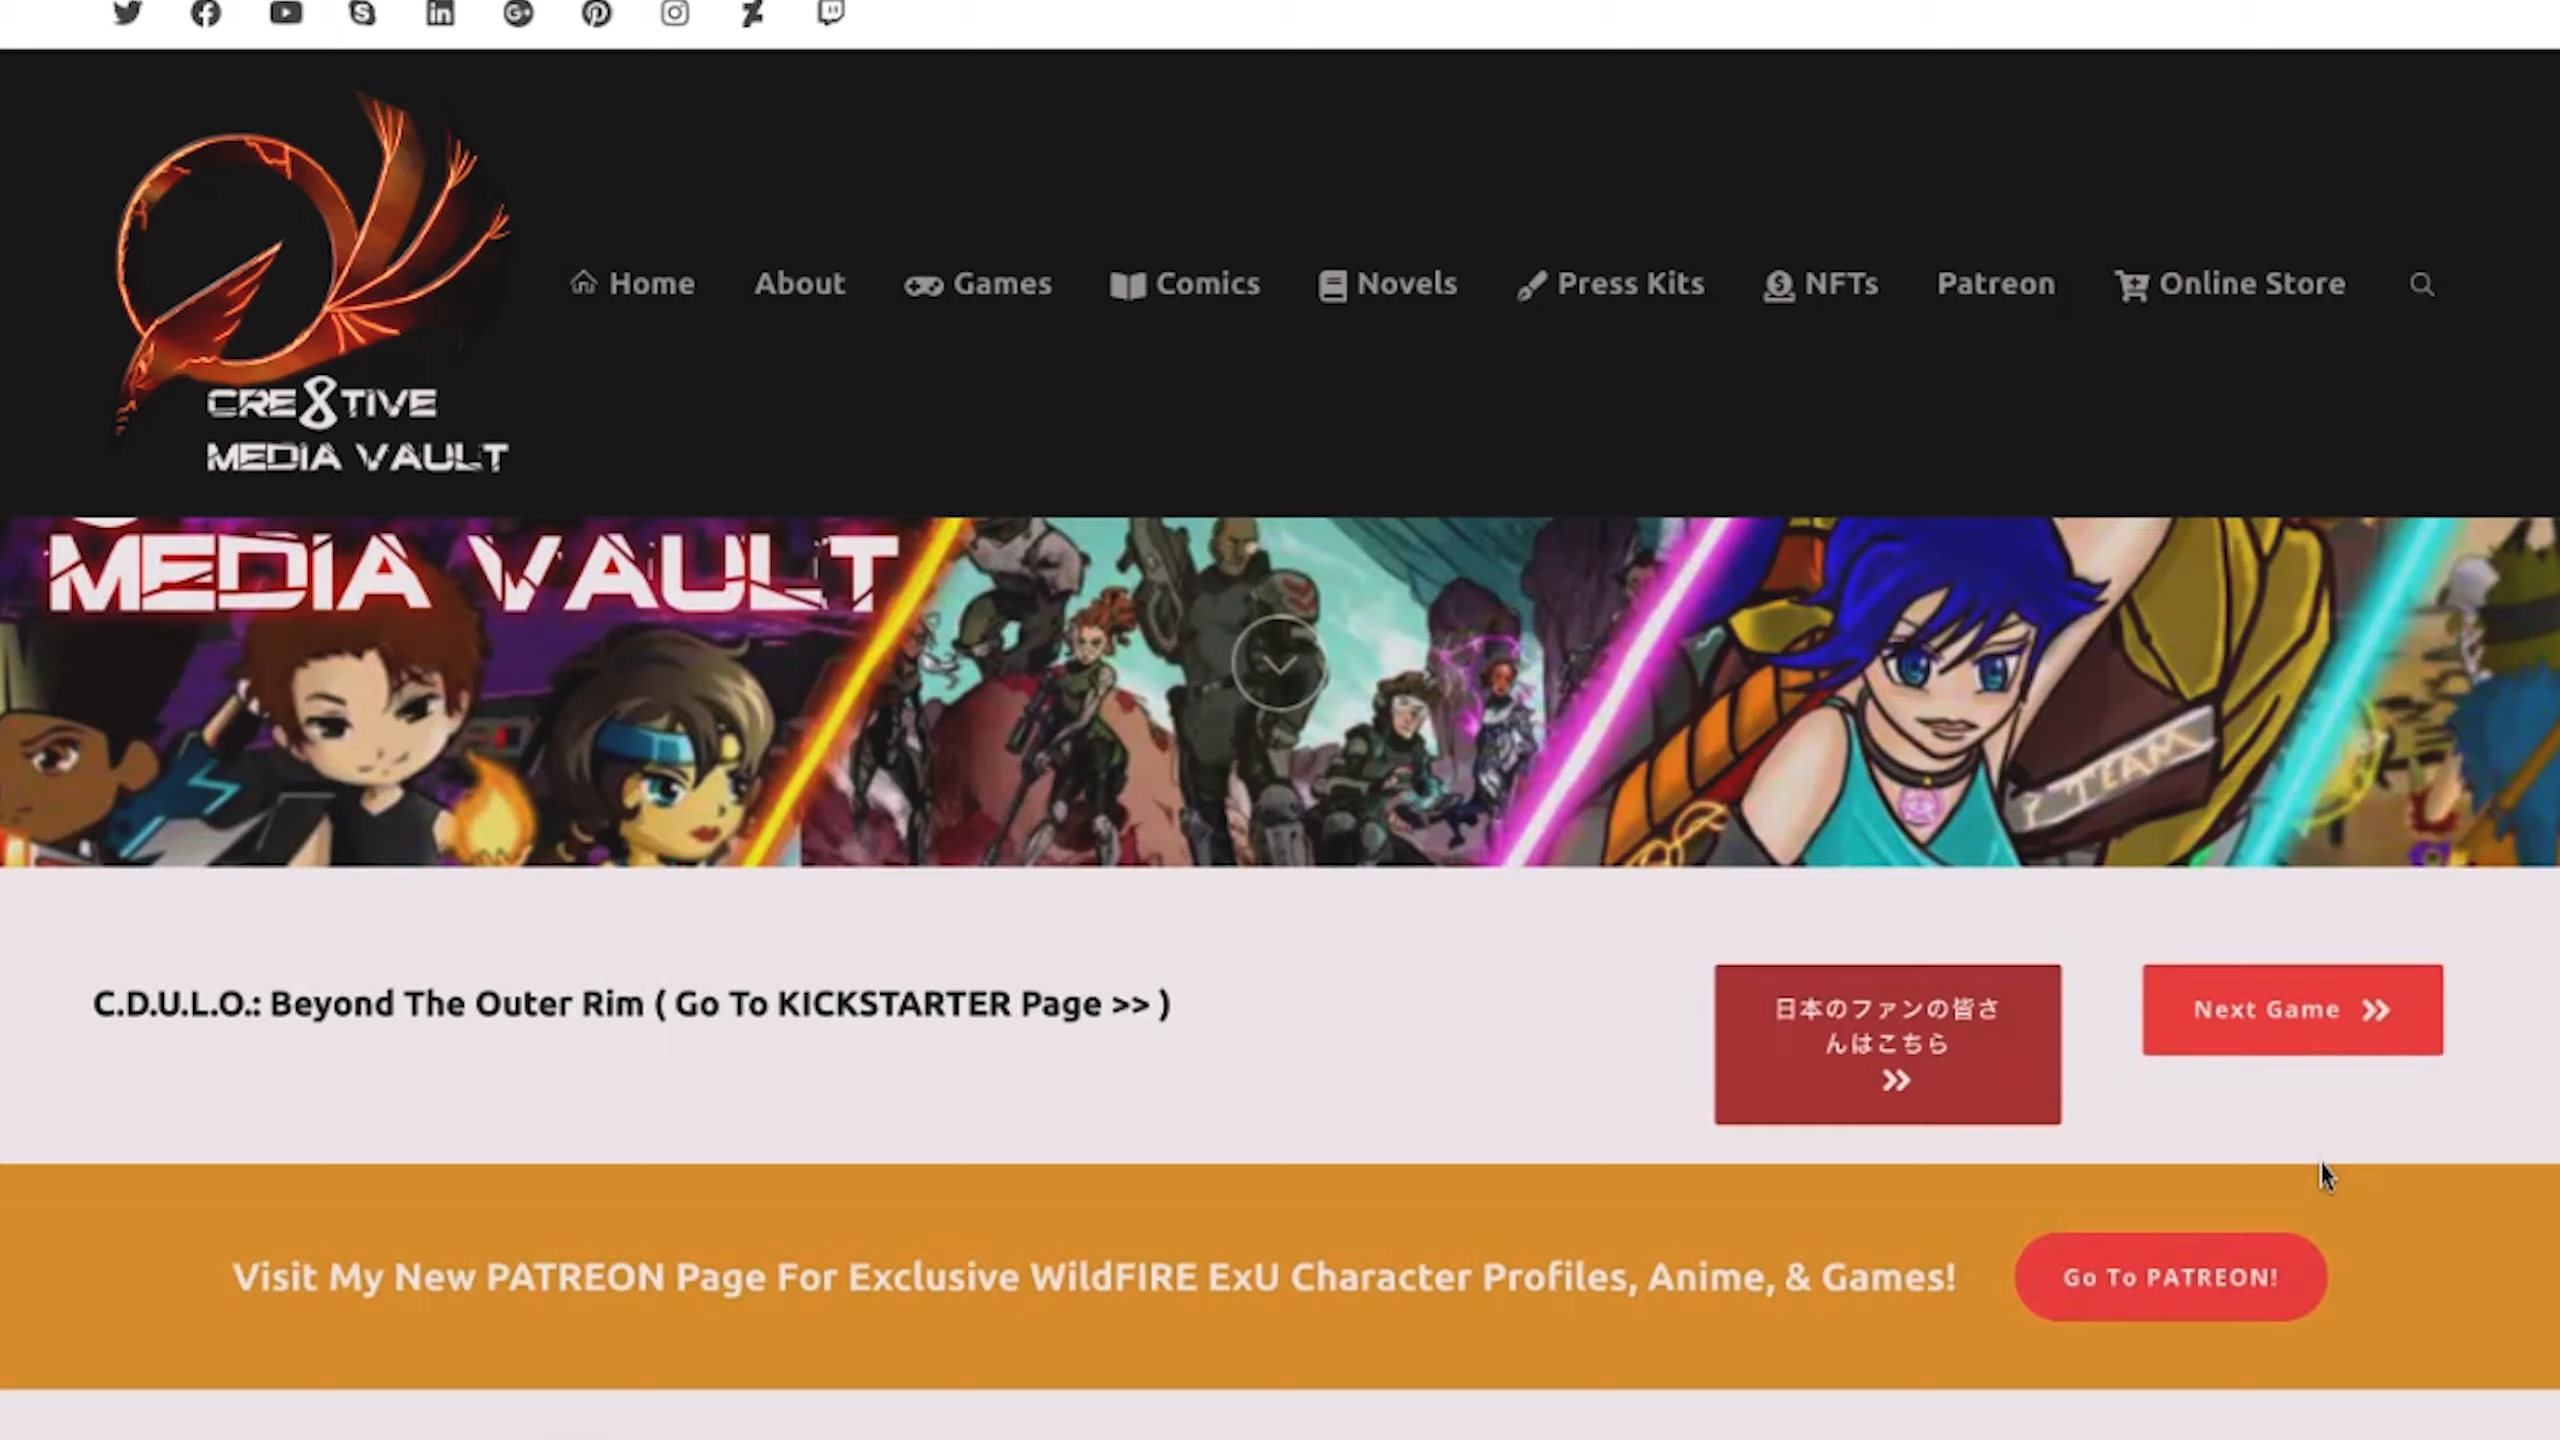 CRE8TIVE
MEDIA VAULT
Home About Games Comics Novels Press Kits NFTs Patreon Online Store
MEDIA VAULT
TEAM
C.D.U.L.O.: Beyond The Outer Rim ( Go To KICKSTARTER Page >> )
日本のファンの皆さ
んはこちら
Next Game
Visit My New PATREON Page For Exclusive WildFIRE ExU Character Profiles, Anime, & Games!
Go To PATREON!